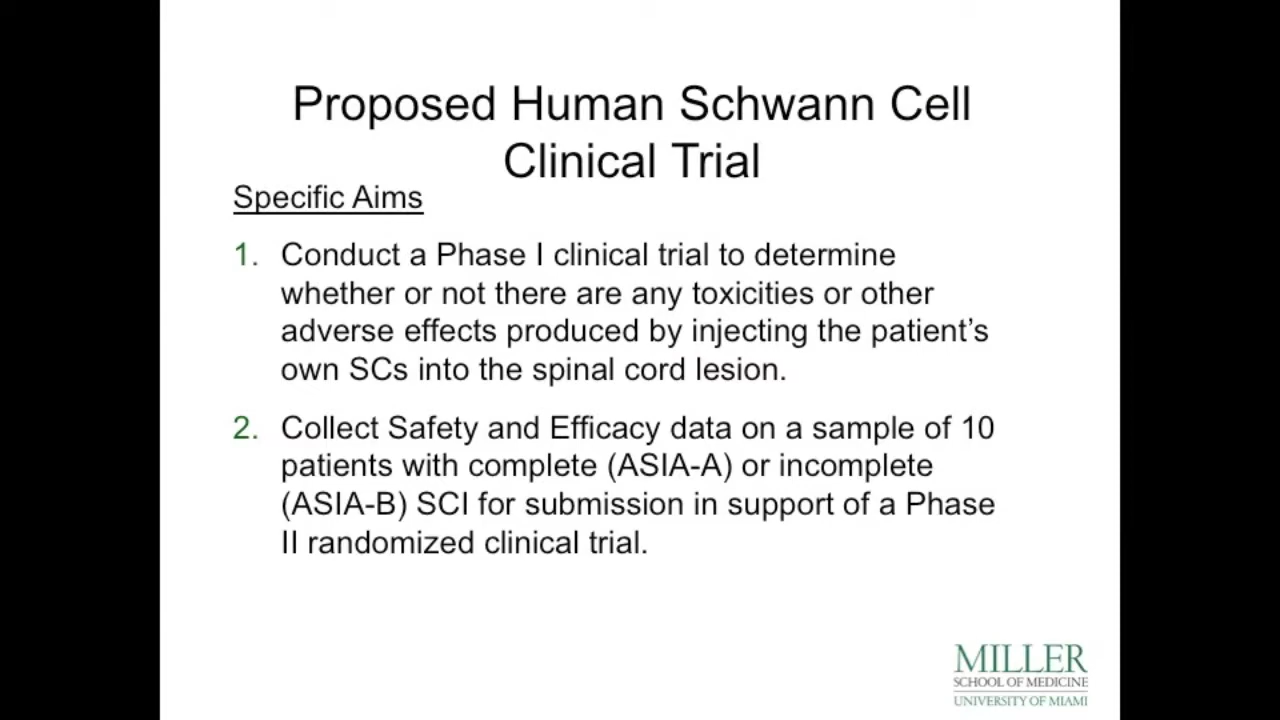 Proposed Human Schwann Cell
Clinical Trial
Specific Aims
1. Conduct a Phase I clinical trial to determine
whether or not there are any toxicities or other
adverse effects produced by injecting the patient’s
own SCs into the spinal cord lesion.
2. Collect Safety and Efficacy data on a sample of 10
patients with complete (ASIA-A) or incomplete
(ASIA-B) SCI for submission in support of a Phase
II randomized clinical trial.
MILLER
SCHOOL OF MEDICINE
UNIVERSITY OF MIAMI